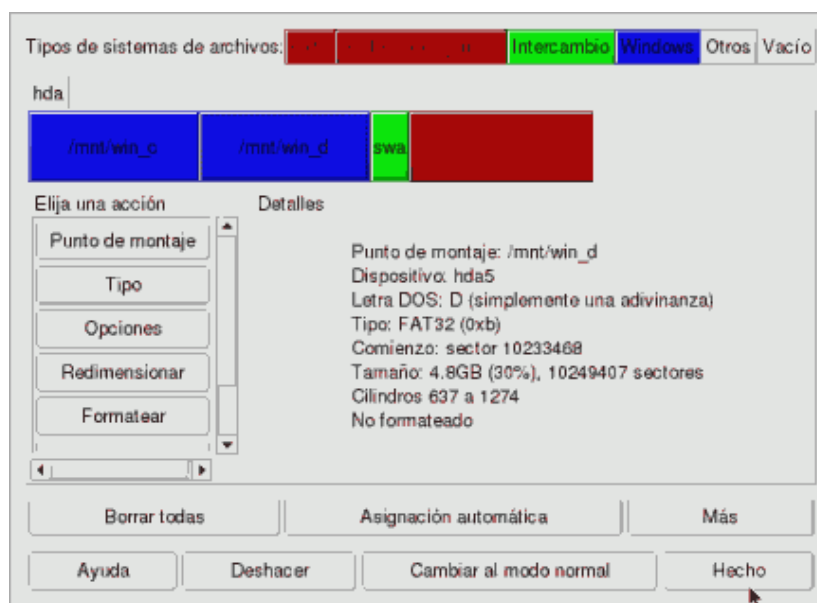 Tipos de sistemas de archivos: Intercambio Windows Otros Vacío
hda
/mnt/win_c /mnt/win_d swa
Elija una acción Detalles
Punto de montaje
Tipo
Opciones
Redimensionar
Formatear
Punto de montaje: /mnt/win_d
Dispositivo: hda5
Letra DOS: D (simplemente una adivinanza)
Tipo: FAT32 (0xb)
Comienzo: sector 10233468
Tamaño: 4.8GB (30%), 10249407 sectores
Cilindros 637 a 1274
No formateado
Borrar todas Asignación automática Más
Ayuda Deshacer Cambiar al modo normal Hecho